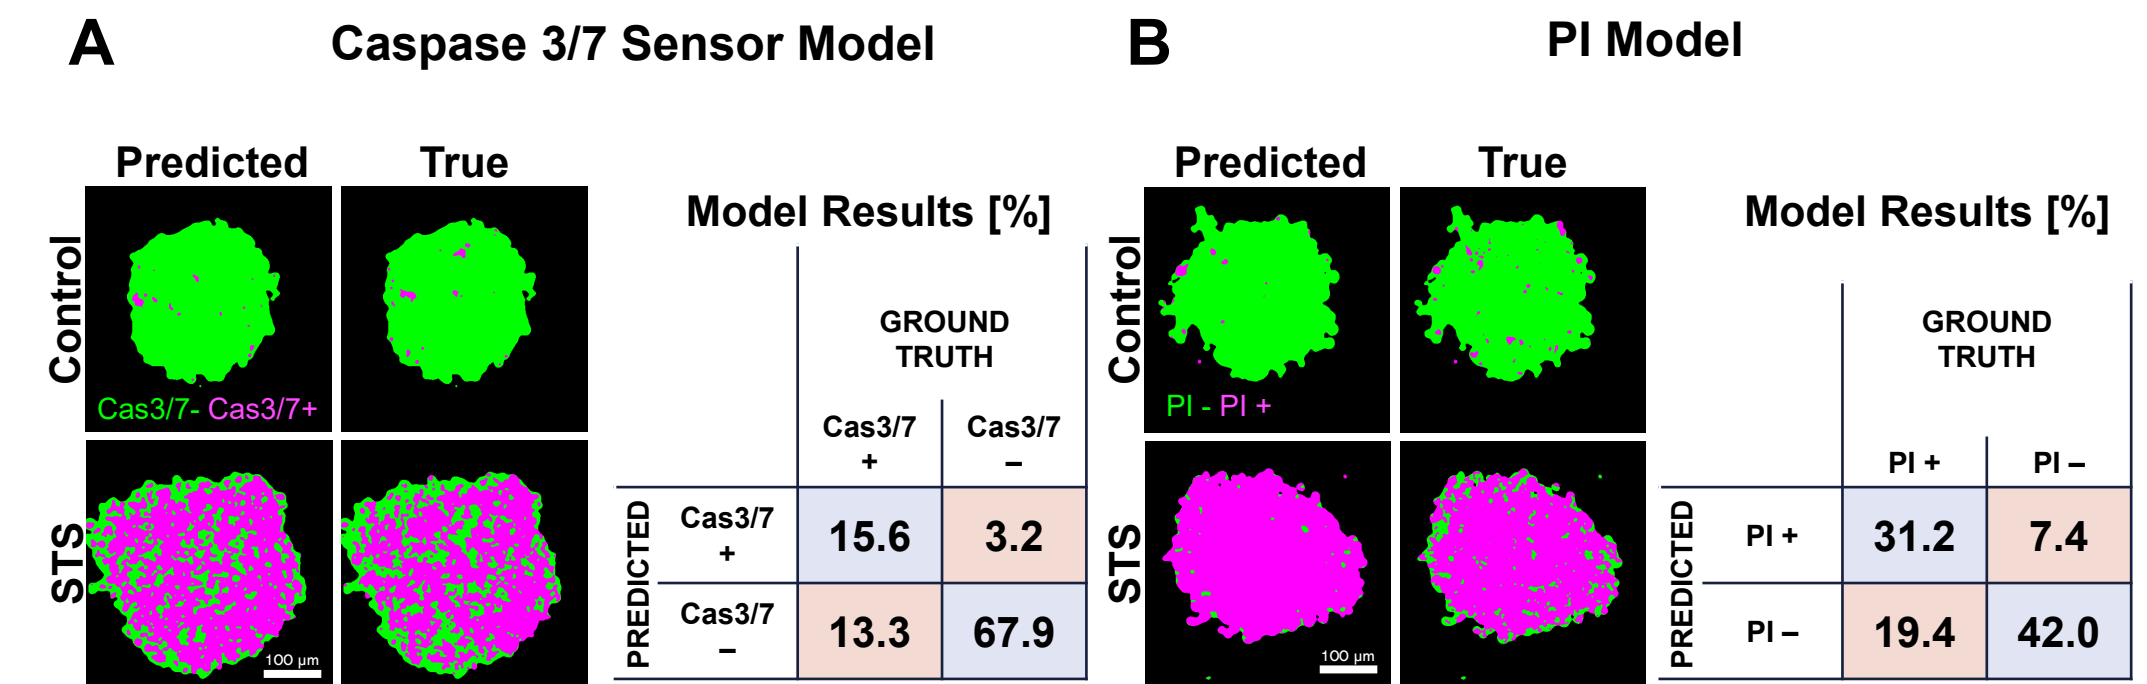 A
Caspase 3/7 Sensor Model
Predicted
True
Control
Cas3/7- Cas3/7+
STS
100 µm
Model Results [%]
GROUND
TRUTH
Cas3/7
+
Cas3/7
–
PREDICTED
Cas3/7
+
15.6
3.2
Cas3/7
–
13.3
67.9
B
PI Model
Predicted
True
Control
PI - PI +
STS
100 µm
Model Results [%]
GROUND
TRUTH
PI +
PI –
PREDICTED
PI +
31.2
7.4
PI –
19.4
42.0